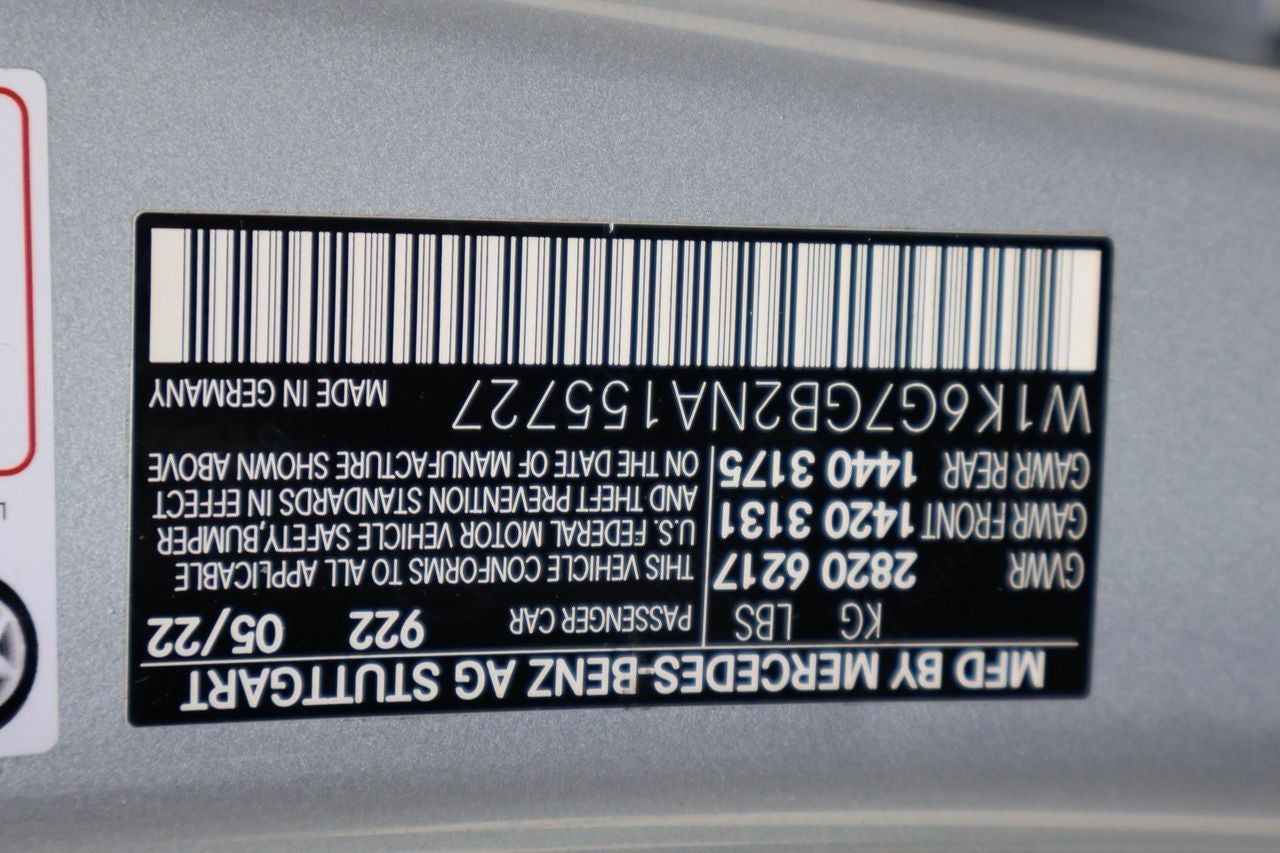 MFD BY MERCEDES-BENZ AG STUTTGART
KG LBS PASSENGER CAR 922 05/22
GVWR 2820 6217 THIS VEHICLE CONFORMS TO ALL APPLICABLE
GAWR FRONT 1420 3131 U.S. FEDERAL MOTOR VEHICLE SAFETY,BUMPER
AND THEFT PREVENTION STANDARDS IN EFFECT
GAWR REAR 1440 3175 ON THE DATE OF MANUFACTURE SHOWN ABOVE
W1K6G7GB2NA155727 MADE IN GERMANY